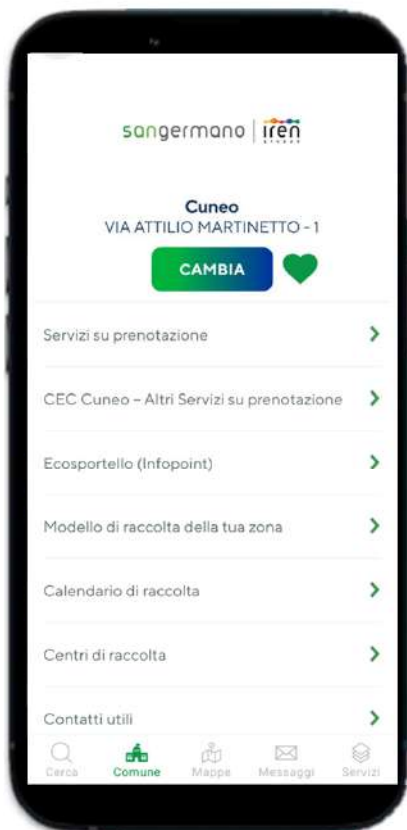 sangermano | iren
Cuneo
VIA ATTILIO MARTINETTO - 1
CAMBIA
Servizi su prenotazione
CEC Cuneo – Altri Servizi su prenotazione
Ecosportello (Infopoint)
Modello di raccolta della tua zona
Calendario di raccolta
Centri di raccolta
Contatti utili
Cerca Comune Mappe Messaggi Servizi